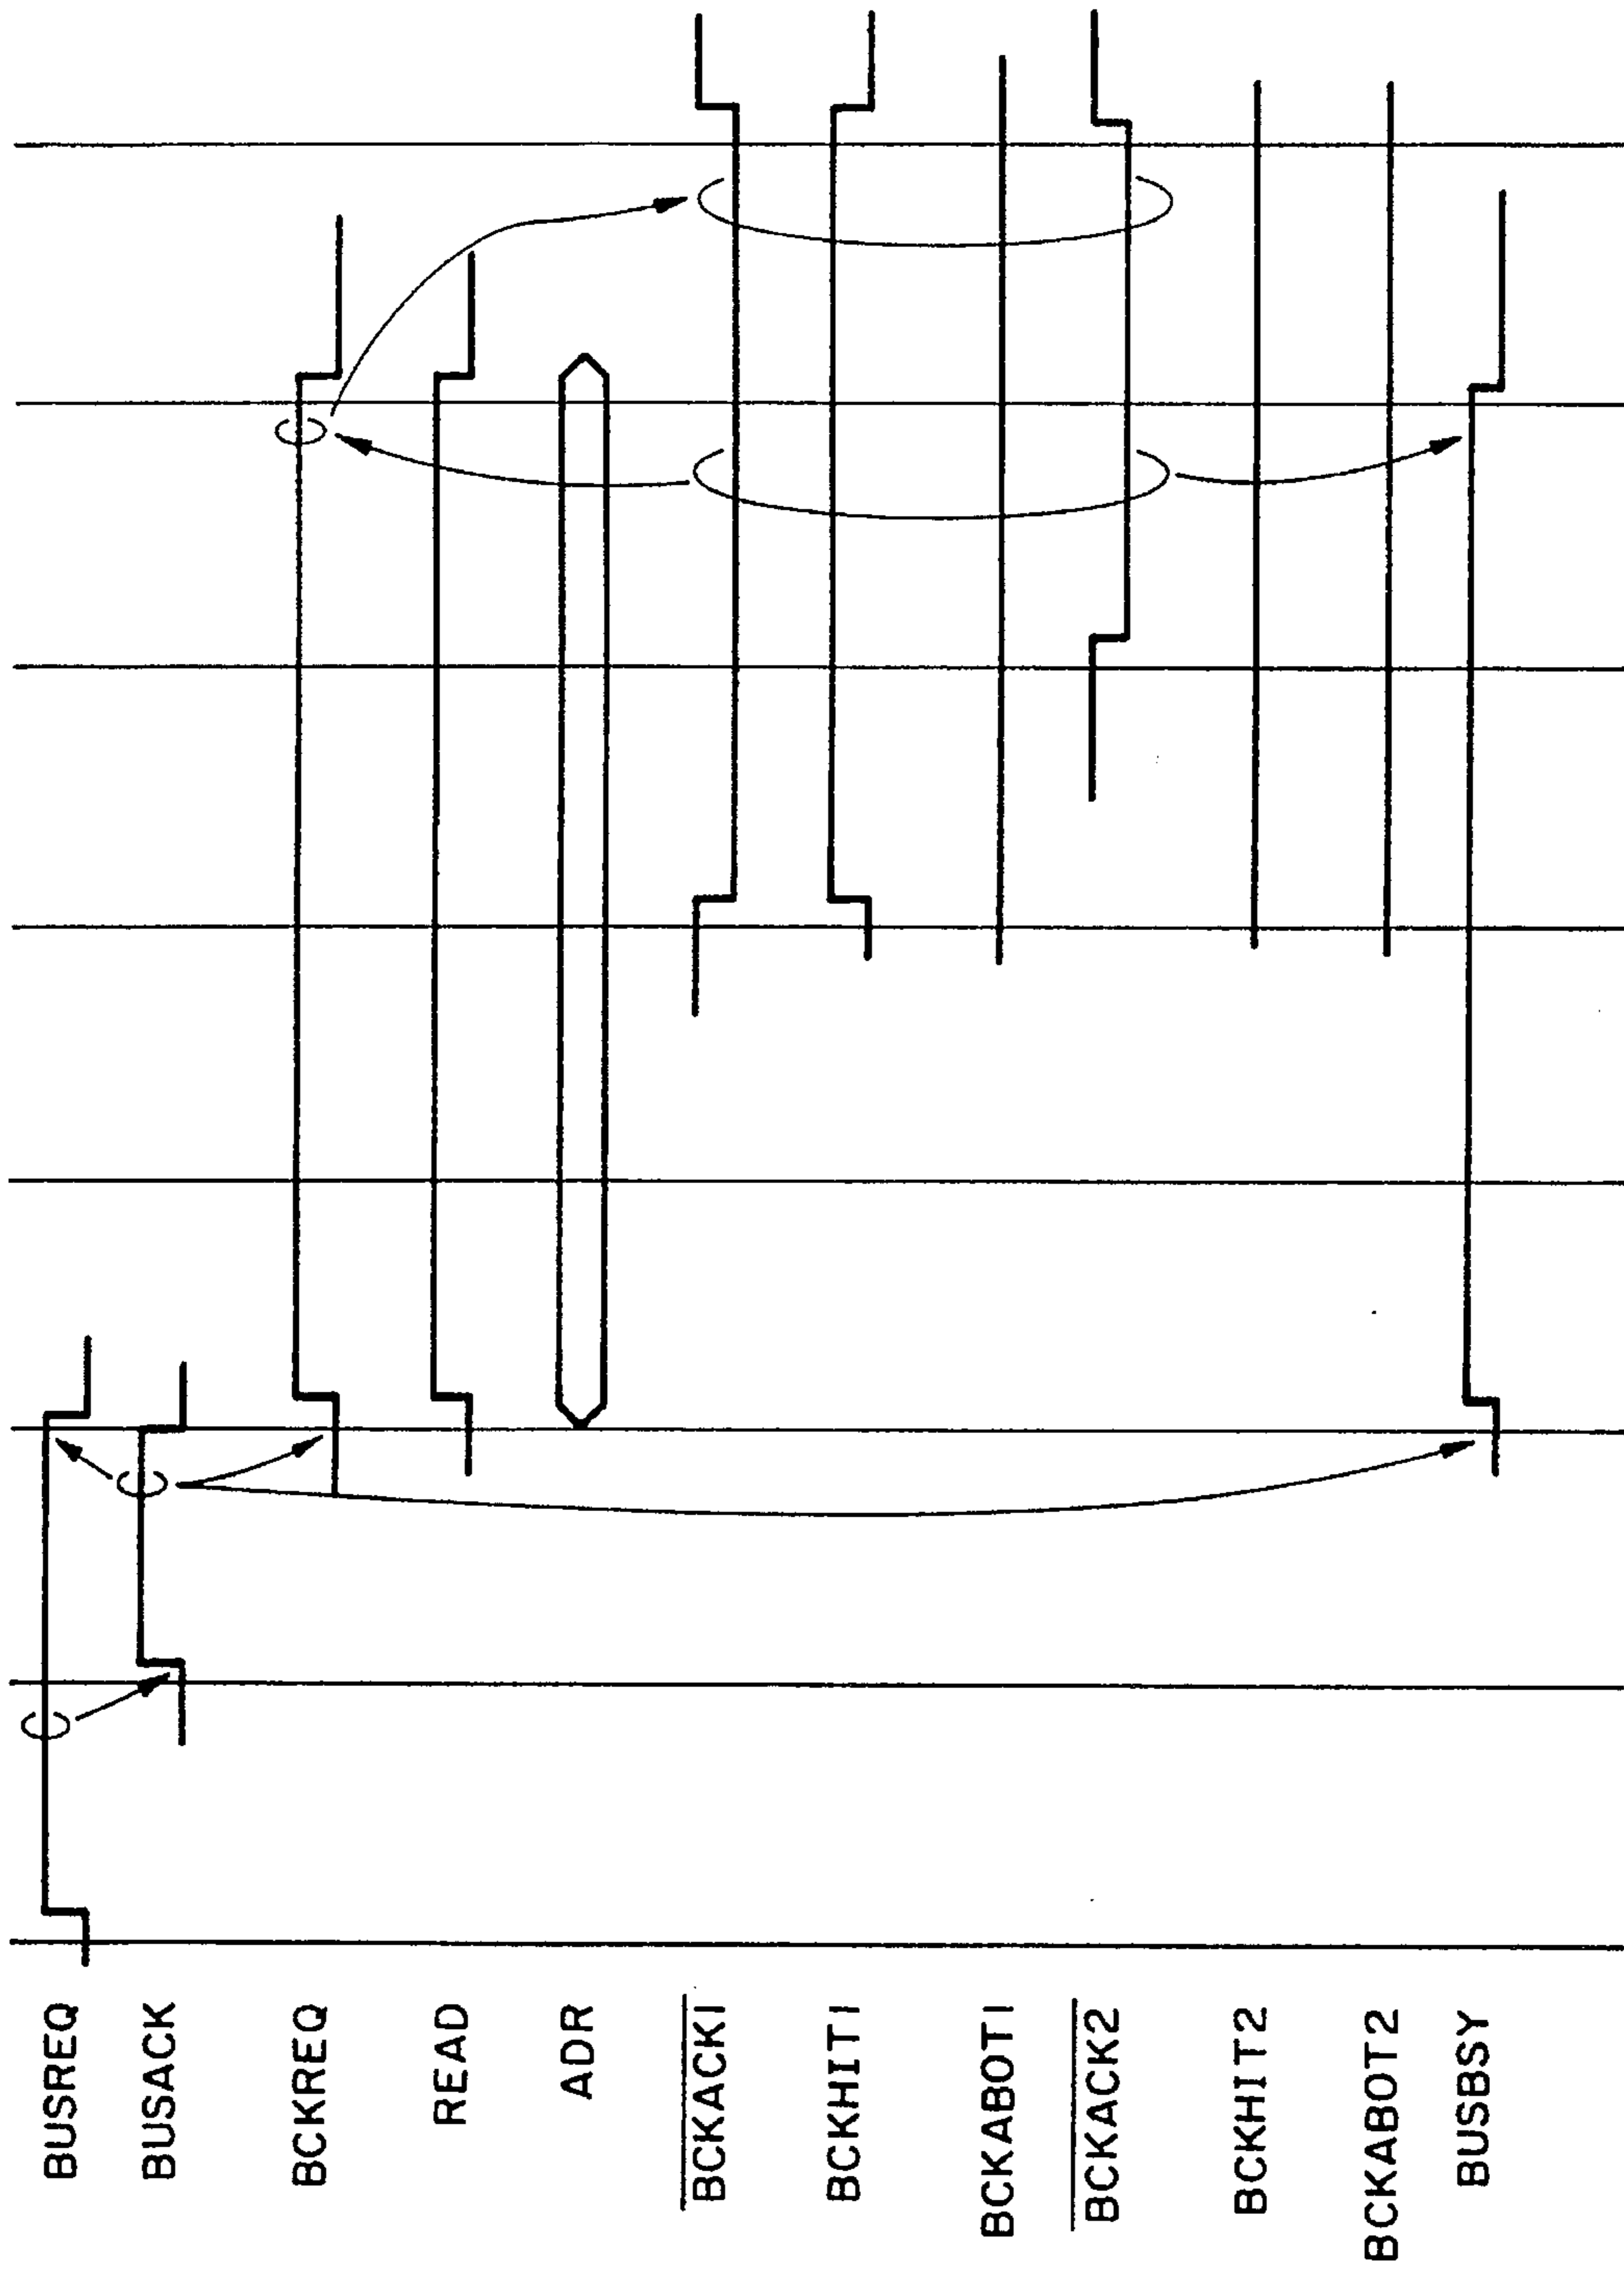 BUSREQ
BUSACK
BCKREQ
READ
ADR
BCKACK1
BCKHIT1
BCKABOT1
BCKACK2
BCKHIT2
BCKABOT2
BUSBSY